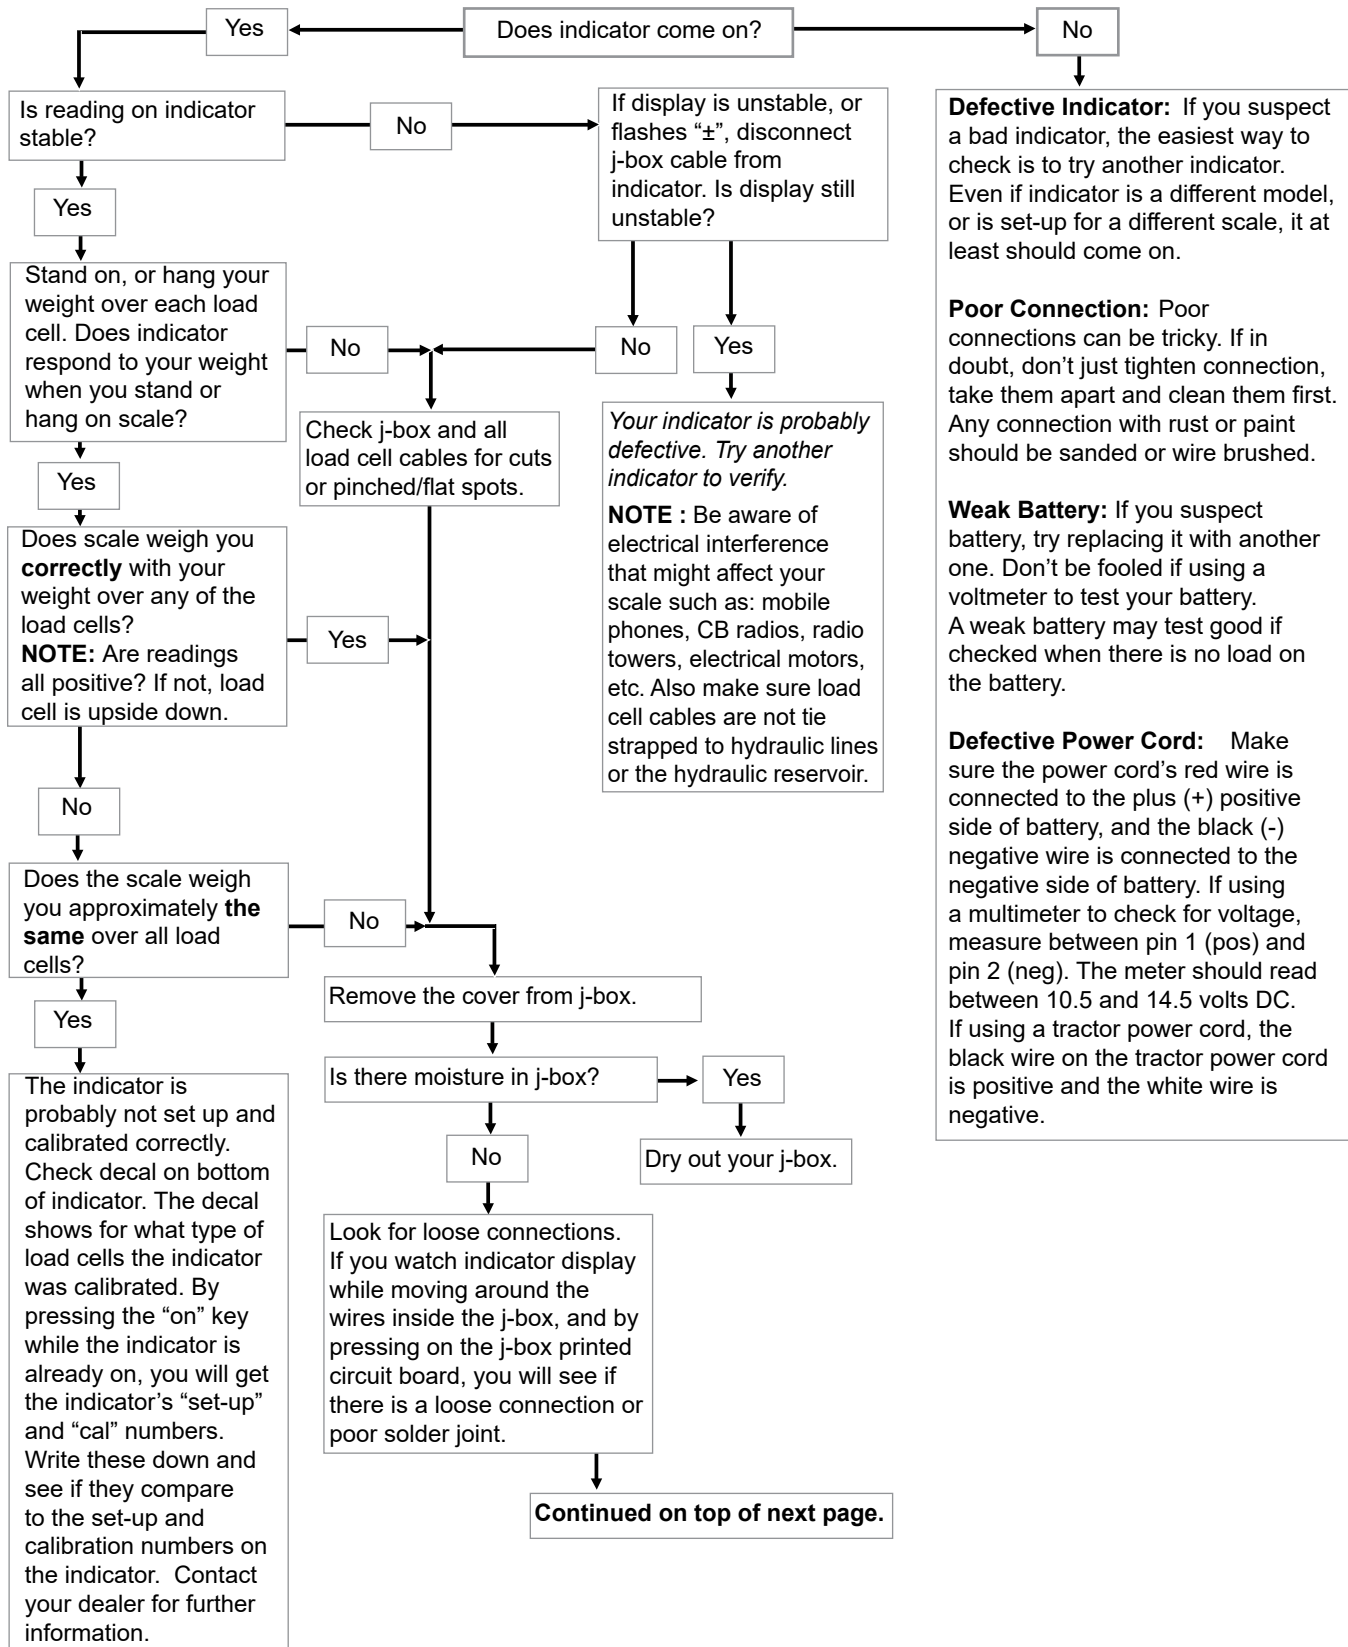 Does indicator come on?
Yes
No
Is reading on indicator
stable?
No
If display is unstable, or
flashes “±”, disconnect
j-box cable from
indicator. Is display still
unstable?
Yes
Stand on, or hang your
weight over each load
cell. Does indicator
respond to your weight
when you stand or
hang on scale?
No
No
Yes
Check j-box and all
load cell cables for cuts
or pinched/flat spots.
Your indicator is probably
defective. Try another
indicator to verify.
NOTE : Be aware of
electrical interference
that might affect your
scale such as: mobile
phones, CB radios, radio
towers, electrical motors,
etc. Also make sure load
cell cables are not tie
strapped to hydraulic lines
or the hydraulic reservoir.
Yes
Does scale weigh you
correctly with your
weight over any of the
load cells?
NOTE: Are readings
all positive? If not, load
cell is upside down.
Yes
No
Does the scale weigh
you approximately the
same over all load
cells?
No
Yes
The indicator is
probably not set up and
calibrated correctly.
Check decal on bottom
of indicator. The decal
shows for what type of
load cells the indicator
was calibrated. By
pressing the “on” key
while the indicator is
already on, you will get
the indicator’s “set-up”
and “cal” numbers.
Write these down and
see if they compare
to the set-up and
calibration numbers on
the indicator.  Contact
your dealer for further
information.
Remove the cover from j-box.
Is there moisture in j-box?
Yes
Dry out your j-box.
No
Look for loose connections.
If you watch indicator display
while moving around the
wires inside the j-box, and by
pressing on the j-box printed
circuit board, you will see if
there is a loose connection or
poor solder joint.
Continued on top of next page.
Defective Indicator:  If you suspect
a bad indicator, the easiest way to
check is to try another indicator.
Even if indicator is a different model,
or is set-up for a different scale, it at
least should come on.
Poor Connection: Poor
connections can be tricky. If in
doubt, don’t just tighten connection,
take them apart and clean them first.
Any connection with rust or paint
should be sanded or wire brushed.
Weak Battery: If you suspect
battery, try replacing it with another
one. Don’t be fooled if using a
voltmeter to test your battery.
A weak battery may test good if
checked when there is no load on
the battery.
Defective Power Cord:    Make
sure the power cord’s red wire is
connected to the plus (+) positive
side of battery, and the black (-)
negative wire is connected to the
negative side of battery. If using
a multimeter to check for voltage,
measure between pin 1 (pos) and
pin 2 (neg). The meter should read
between 10.5 and 14.5 volts DC.
If using a tractor power cord, the
black wire on the tractor power cord
is positive and the white wire is
negative.